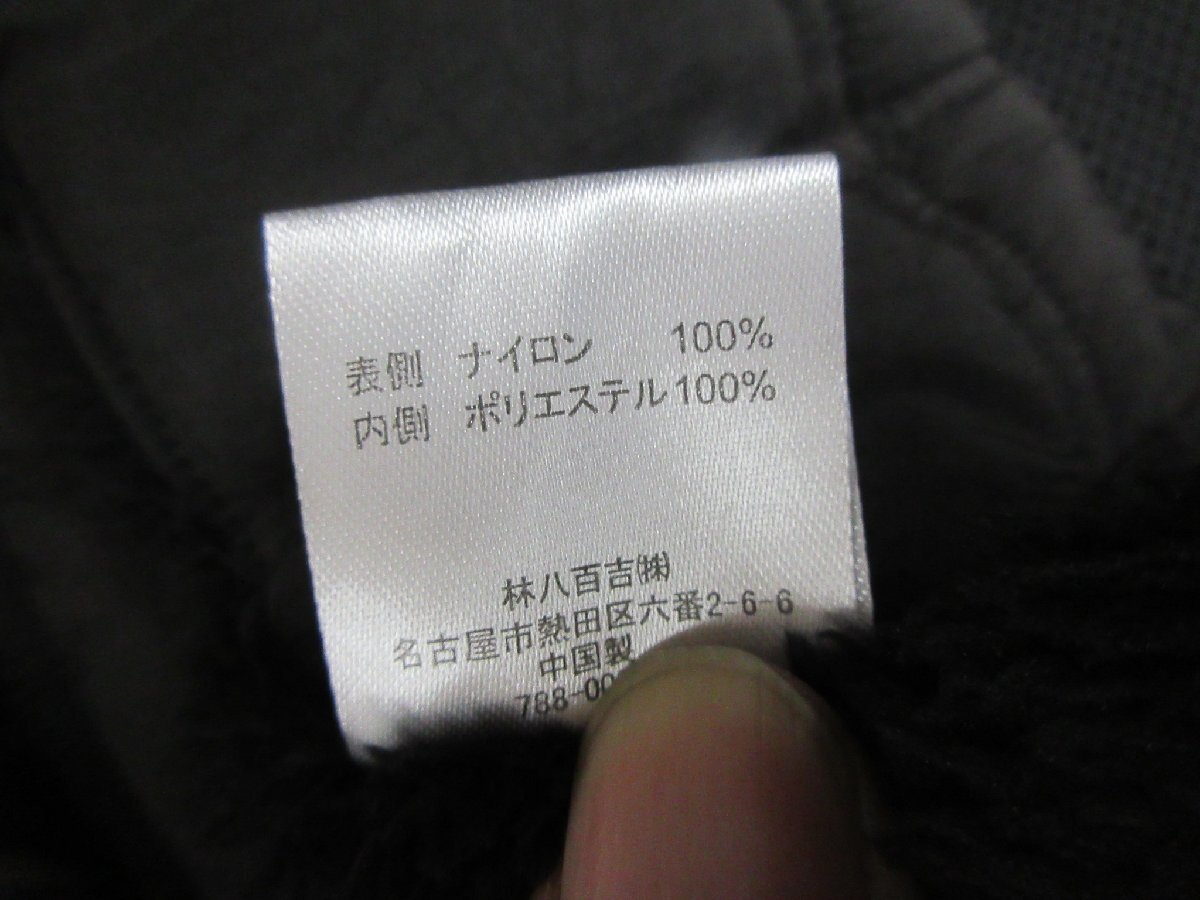 表側 ナイロン 100%
内側 ポリエステル100%
林八百吉㈱
名古屋市熱田区六番2-6-6
中国製
788-00